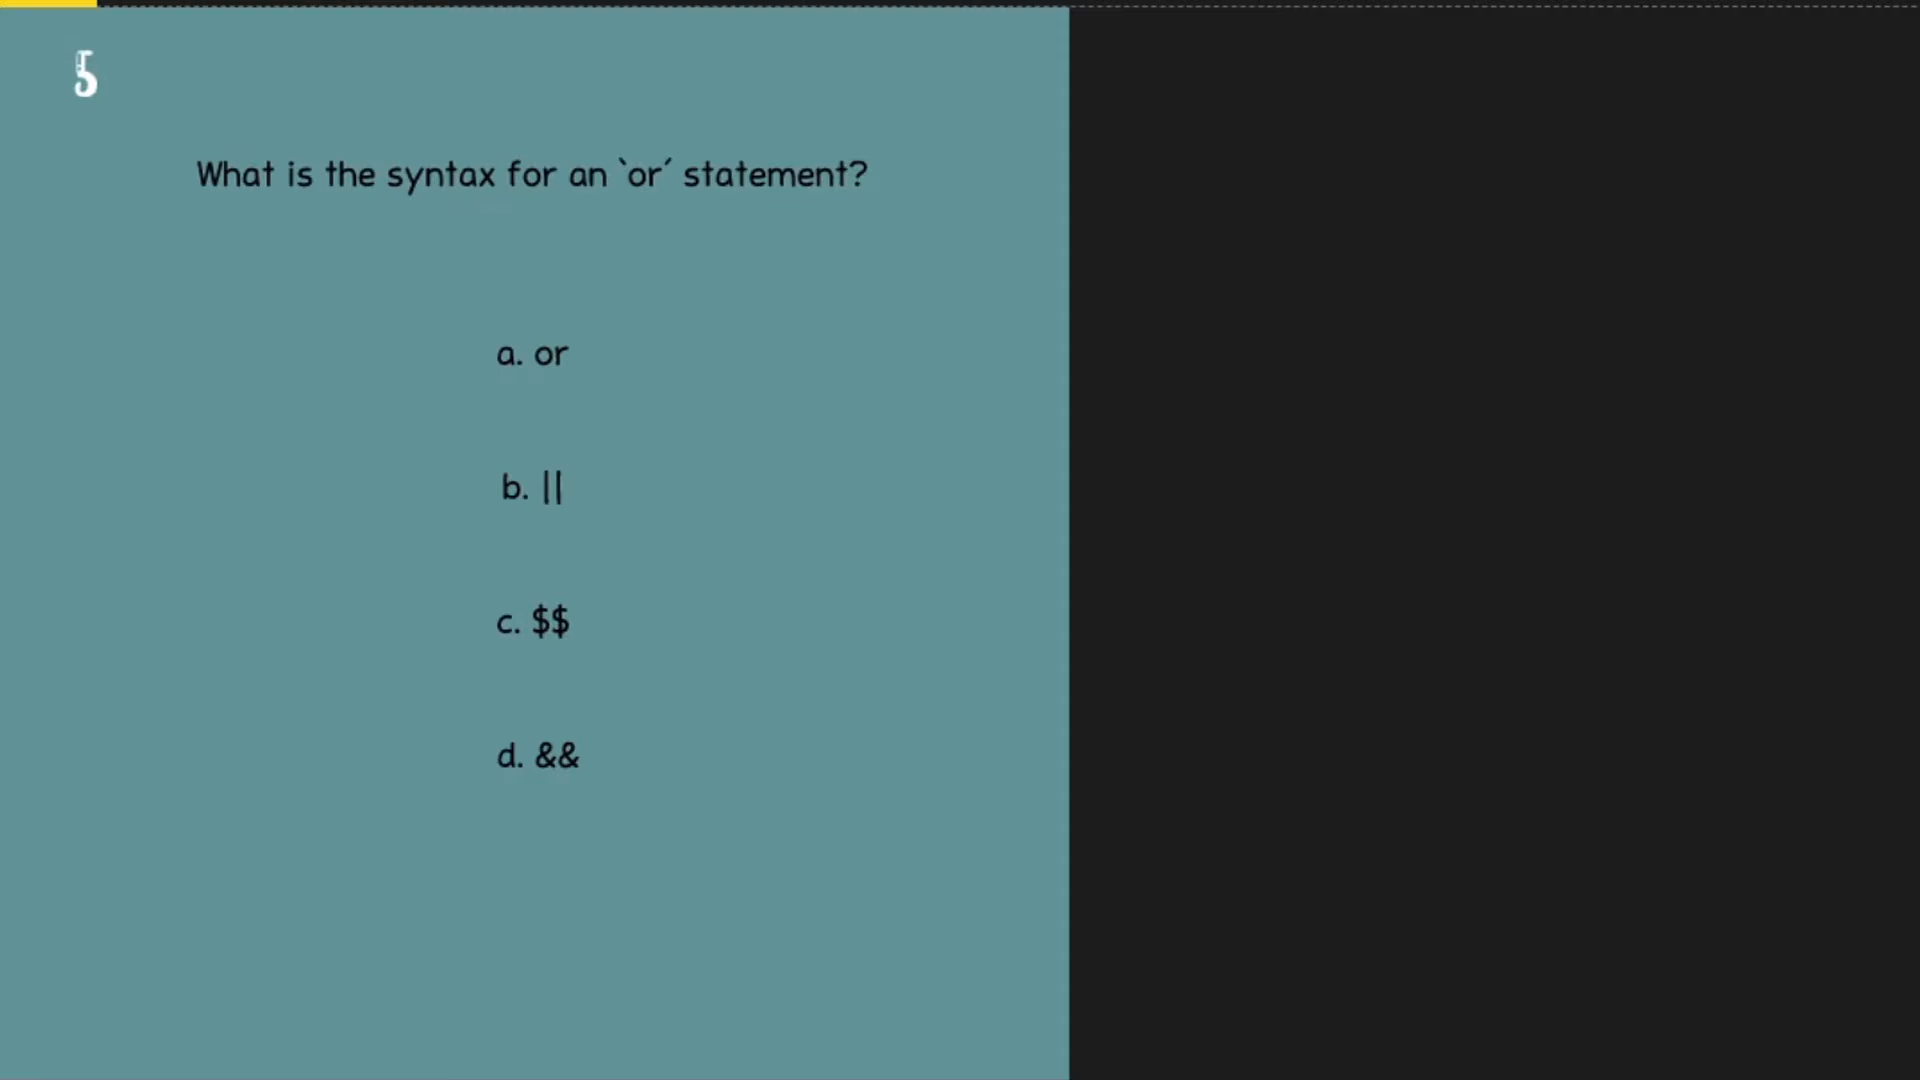 5
What is the syntax for an `or´ statement?
a. or
b. ||
c. $$
d. &&